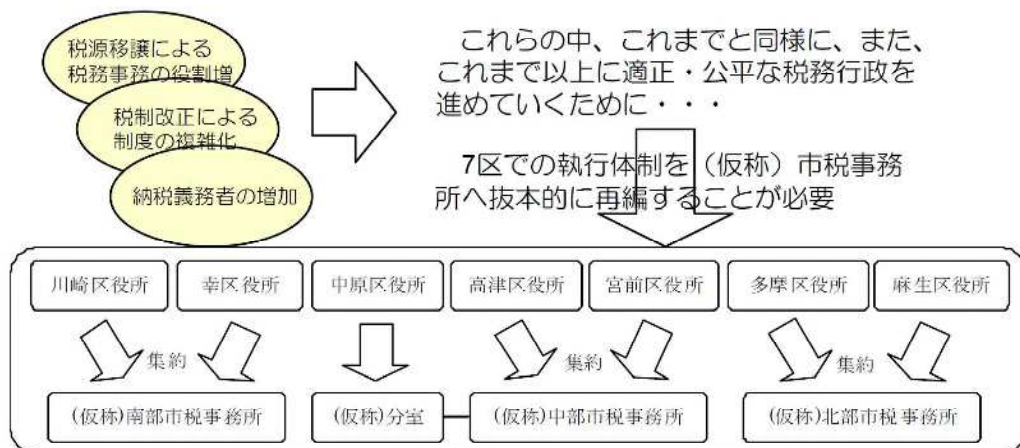 税源移譲による
税務事務の役割増
税制改正による
制度の複雑化
納税義務者の増加
これらの中、これまでと同様に、また、
これまで以上に適正・公平な税務行政を
進めていくために・・・
7区での執行体制を（仮称）市税事務
所へ抜本的に再編することが必要
川崎区役所
幸区役所
中原区役所
高津区役所
宮前区役所
多摩区役所
麻生区役所
集約
集約
集約
(仮称)南部市税事務所
(仮称)分室
(仮称)中部市税事務所
(仮称)北部市税事務所